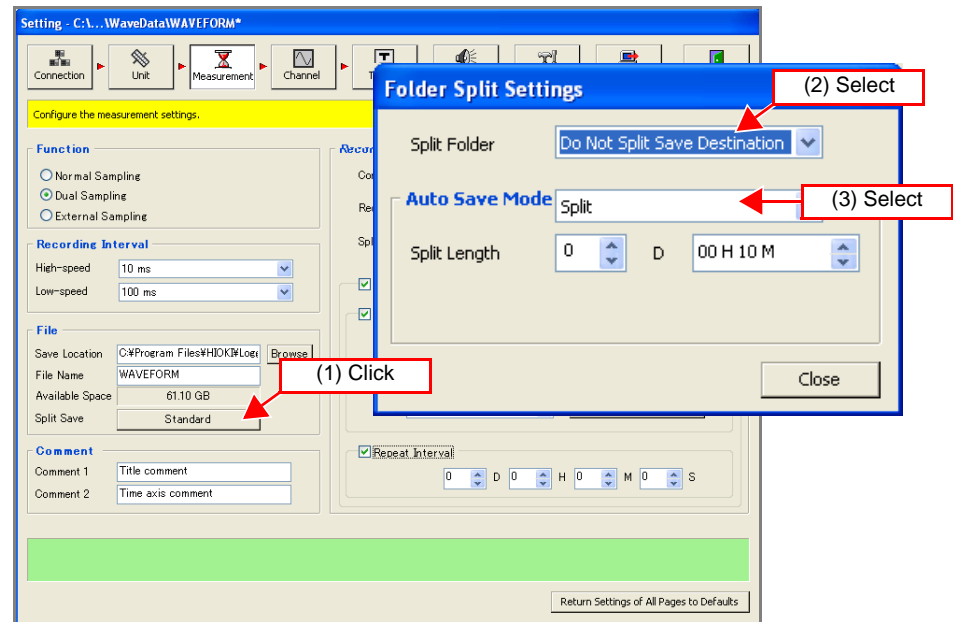 Setting - C:\...\WaveData\WAVEFORM*
Connection
Unit
Measurement
Channel
Configure the measurement settings.
Function
Normal Sampling
Dual Sampling
External Sampling
Recording Interval
High-speed 10 ms
Low-speed 100 ms
File
Save Location C:¥Program Files¥HIOKI¥Logg Browse
File Name WAVEFORM
Available Space 61.10 GB
Split Save Standard
Comment
Comment 1 Title comment
Comment 2 Time axis comment
(1) Click
Folder Split Settings
(2) Select
Split Folder Do Not Split Save Destination
Auto Save Mode Split
(3) Select
Split Length 0 D 00 H 10 M
Close
Repeat Interval
0 D 0 H 0 M 0 S
Return Settings of All Pages to Defaults